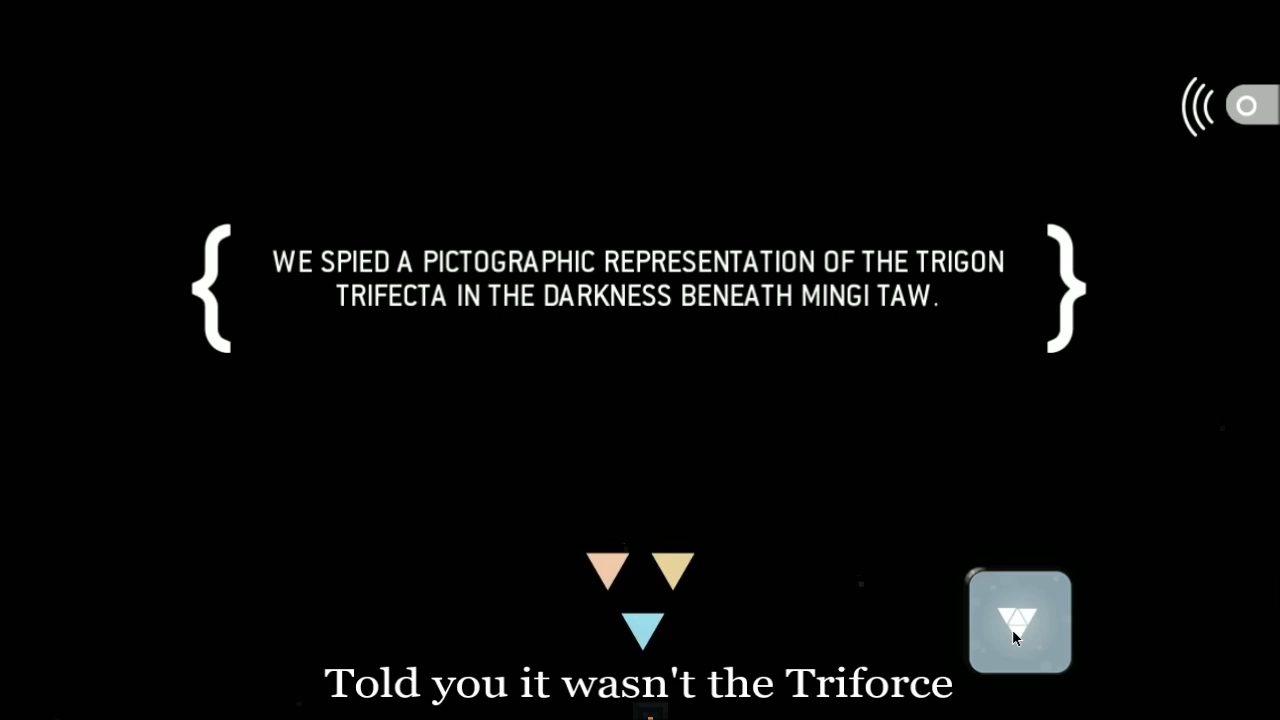 WE SPIED A PICTOGRAPHIC REPRESENTATION OF THE TRIGON
TRIFECTA IN THE DARKNESS BENEATH MINGI TAW.
Told you it wasn't the Triforce